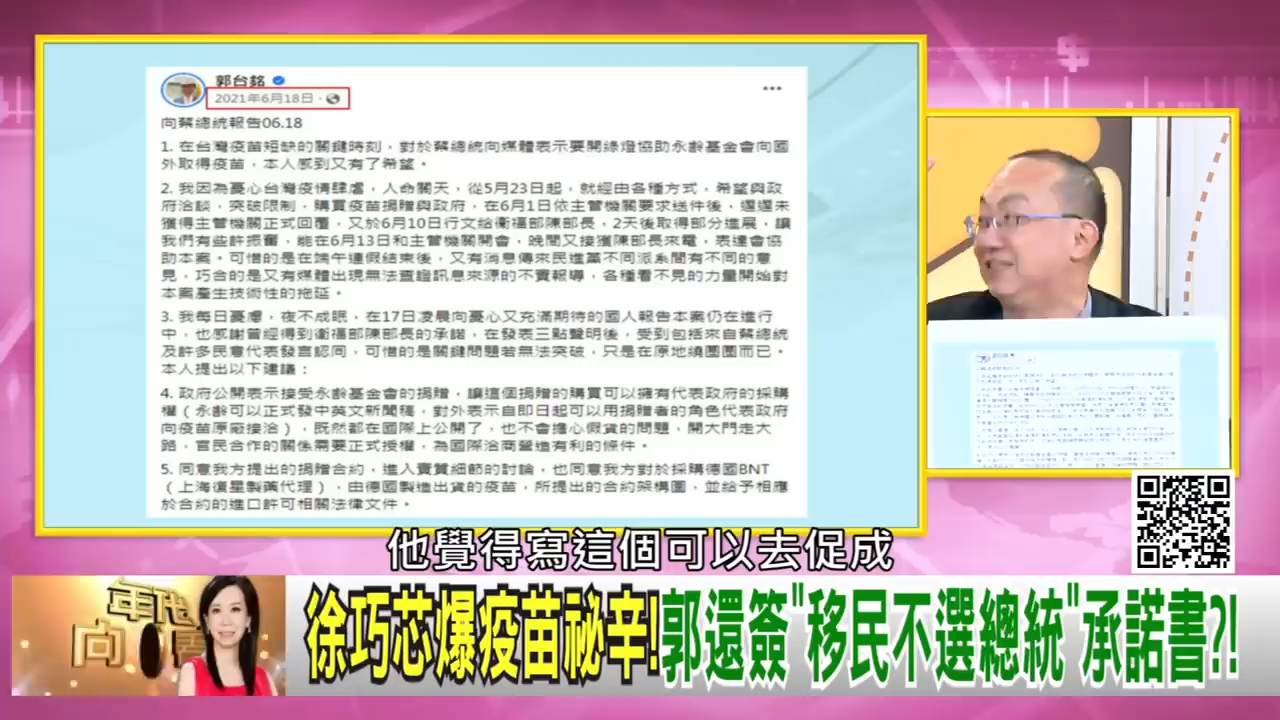 郭台銘
2021年6月18日
向蔡總統報告06.18
1. 在台灣疫苗短缺的關鍵時刻，對於蔡總統向媒體表示要開綠燈協助永齡基金會向國
外取得疫苗，本人感到又有了希望。
2. 我因為憂心台灣疫情肆虐，人命關天，從5月23日起，就經由各種方式，希望與政
府洽談，突破限制，購買疫苗捐贈與政府，在6月1日依主管機關要求送件後，遲遲未
獲得主管機關正式回覆，又於6月10日行文給衛福部陳部長，2天後取得部分進展，讓
我們有些許振奮，能在6月13日和主管機關開會，晚間又接獲陳部長來電，表達會協
助本案。可惜的是在端午連假結束後，又有消息傳來民進黨不同派系間有不同的意
見，巧合的是又有媒體出現無法查證訊息來源的不實報導，各種看不見的力量開始對
本案產生技術性的拖延。
3. 我每日憂慮，夜不成眠，在17日凌晨向憂心又充滿期待的國人報告本案仍在進行
中，也感謝曾經得到衛福部陳部長的承諾，在發表三點聲明後，受到包括來自蔡總統
及許多民意代表發言認同，可惜的是關鍵問題若無法突破，只是在原地繞圈圈而已。
本人提出以下建議：
4. 政府公開表示接受永齡基金會的捐贈，讓這個捐贈的購買可以擁有代表政府的採購
權（永齡可以正式發中英文新聞稿，對外表示自即日起可以用捐贈者的角色代表政府
向疫苗原廠接洽），既然都在國際上公開了，也不會擔心假貨的問題，開大門走大
路，官民合作的關係需要正式授權，為國際洽商營造有利的條件。
5. 同意我方提出的捐贈合約，進入實質細節的討論，也同意我方對於採購德國BNT
（上海復星製藥代理），由德國製造出貨的疫苗，所提出的合約架構圖，並給予相應
於合約的進口許可相關法律文件。
他覺得寫這個可以去促成
年代
向
徐巧芯爆疫苗祕辛!郭還簽"移民不選總統"承諾書?!